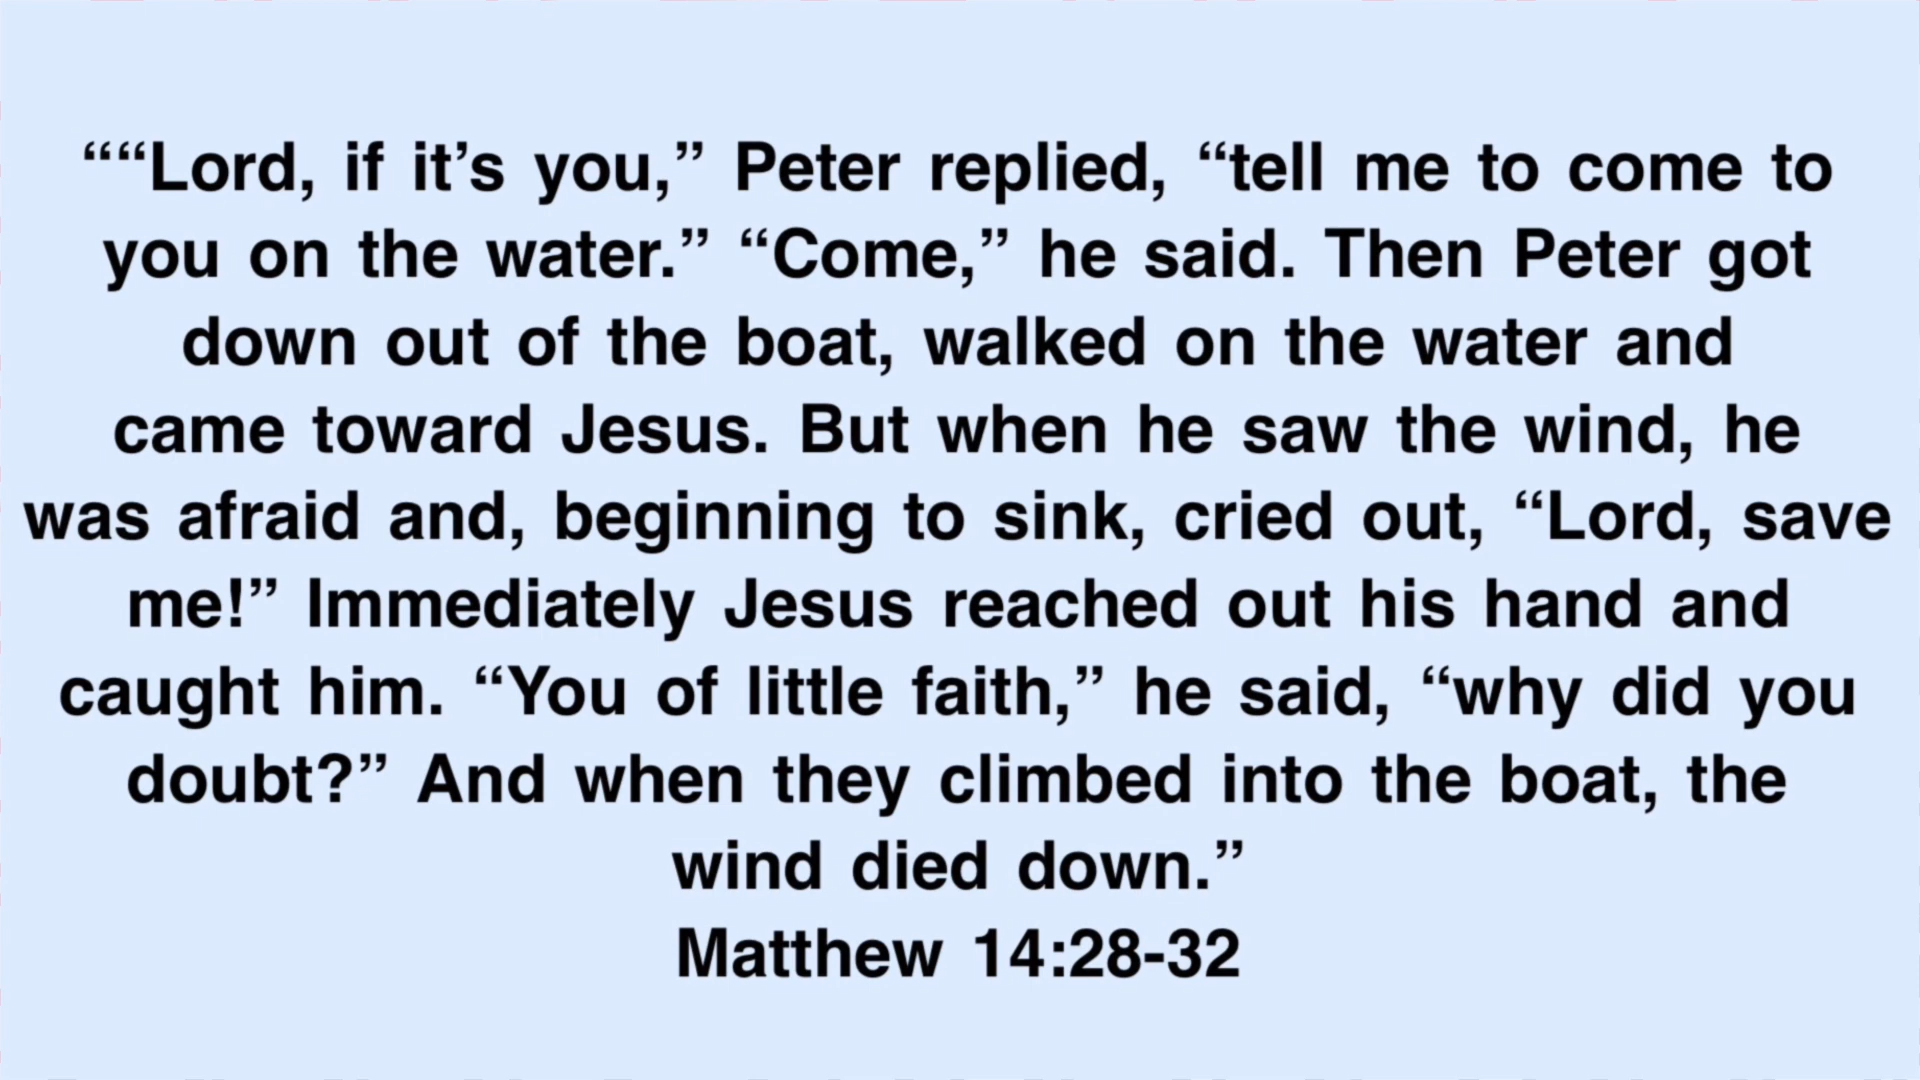 ““Lord, if it’s you,” Peter replied, “tell me to come to
you on the water.” “Come,” he said. Then Peter got
down out of the boat, walked on the water and
came toward Jesus. But when he saw the wind, he
was afraid and, beginning to sink, cried out, “Lord, save
me!” Immediately Jesus reached out his hand and
caught him. “You of little faith,” he said, “why did you
doubt?” And when they climbed into the boat, the
wind died down.”
Matthew 14:28-32